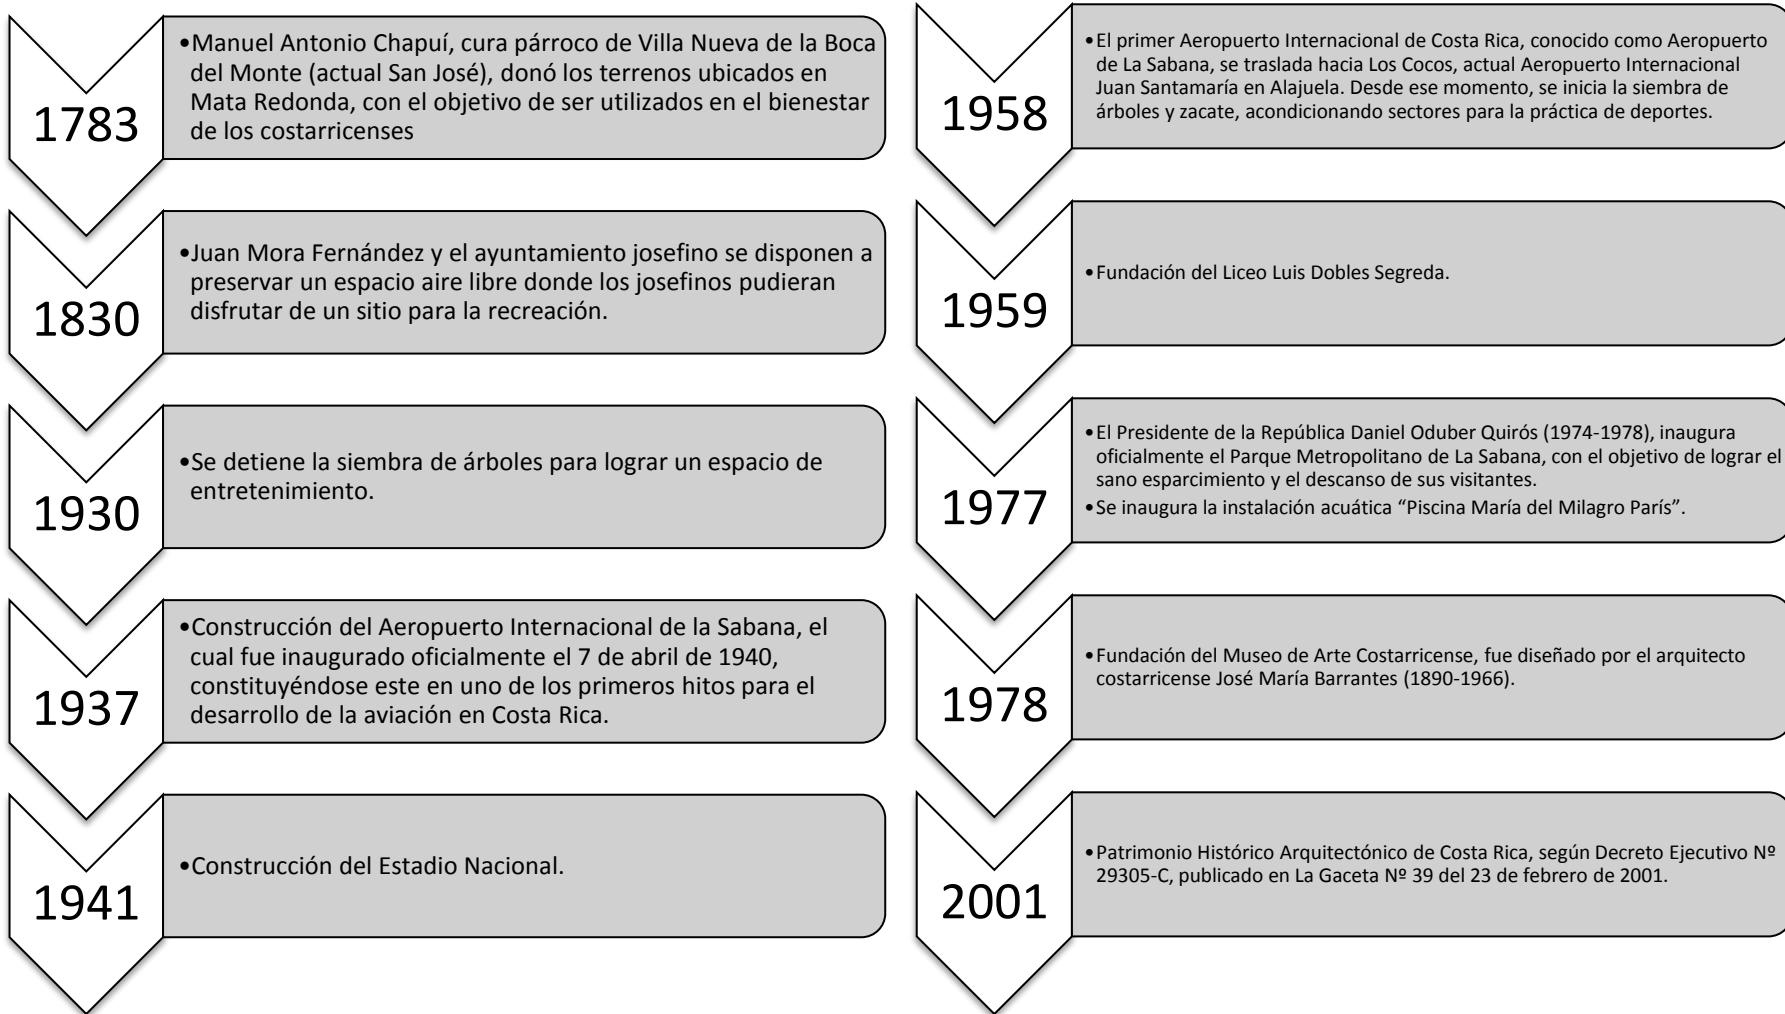 1783
•Manuel Antonio Chapuí, cura párroco de Villa Nueva de la Boca
del Monte (actual San José), donó los terrenos ubicados en
Mata Redonda, con el objetivo de ser utilizados en el bienestar
de los costarricenses
1830
•Juan Mora Fernández y el ayuntamiento josefino se disponen a
preservar un espacio aire libre donde los josefinos pudieran
disfrutar de un sitio para la recreación.
1930
•Se detiene la siembra de árboles para lograr un espacio de
entretenimiento.
1937
•Construcción del Aeropuerto Internacional de la Sabana, el
cual fue inaugurado oficialmente el 7 de abril de 1940,
constituyéndose este en uno de los primeros hitos para el
desarrollo de la aviación en Costa Rica.
1941
•Construcción del Estadio Nacional.
1958
•El primer Aeropuerto Internacional de Costa Rica, conocido como Aeropuerto
de La Sabana, se traslada hacia Los Cocos, actual Aeropuerto Internacional
Juan Santamaría en Alajuela. Desde ese momento, se inicia la siembra de
árboles y zacate, acondicionando sectores para la práctica de deportes.
1959
•Fundación del Liceo Luis Dobles Segreda.
1977
•El Presidente de la República Daniel Oduber Quirós (1974-1978), inaugura
oficialmente el Parque Metropolitano de La Sabana, con el objetivo de lograr el
sano esparcimiento y el descanso de sus visitantes.
•Se inaugura la instalación acuática “Piscina María del Milagro París”.
1978
•Fundación del Museo de Arte Costarricense, fue diseñado por el arquitecto
costarricense José María Barrantes (1890-1966).
2001
•Patrimonio Histórico Arquitectónico de Costa Rica, según Decreto Ejecutivo Nº
29305-C, publicado en La Gaceta Nº 39 del 23 de febrero de 2001.